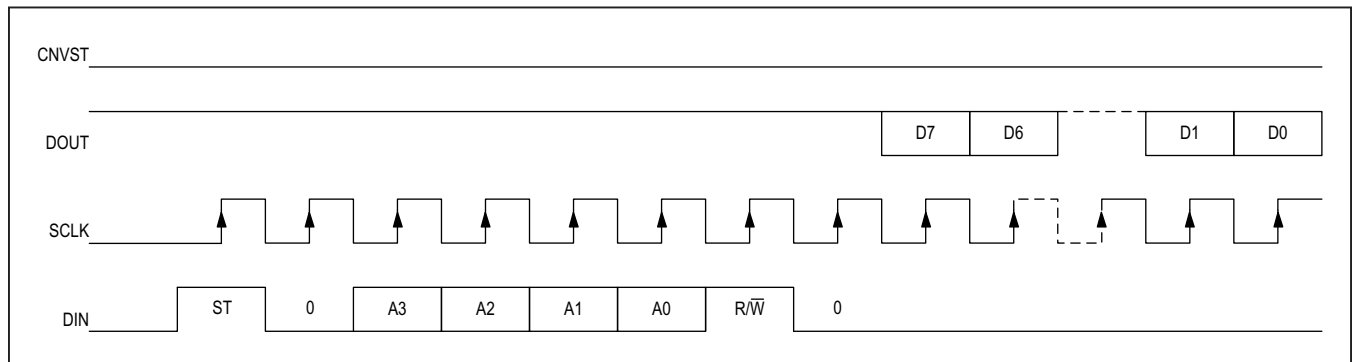 CNVST
DOUT D7 D6 D1 D0
SCLK
DIN ST 0 A3 A2 A1 A0 R/W̅ 0